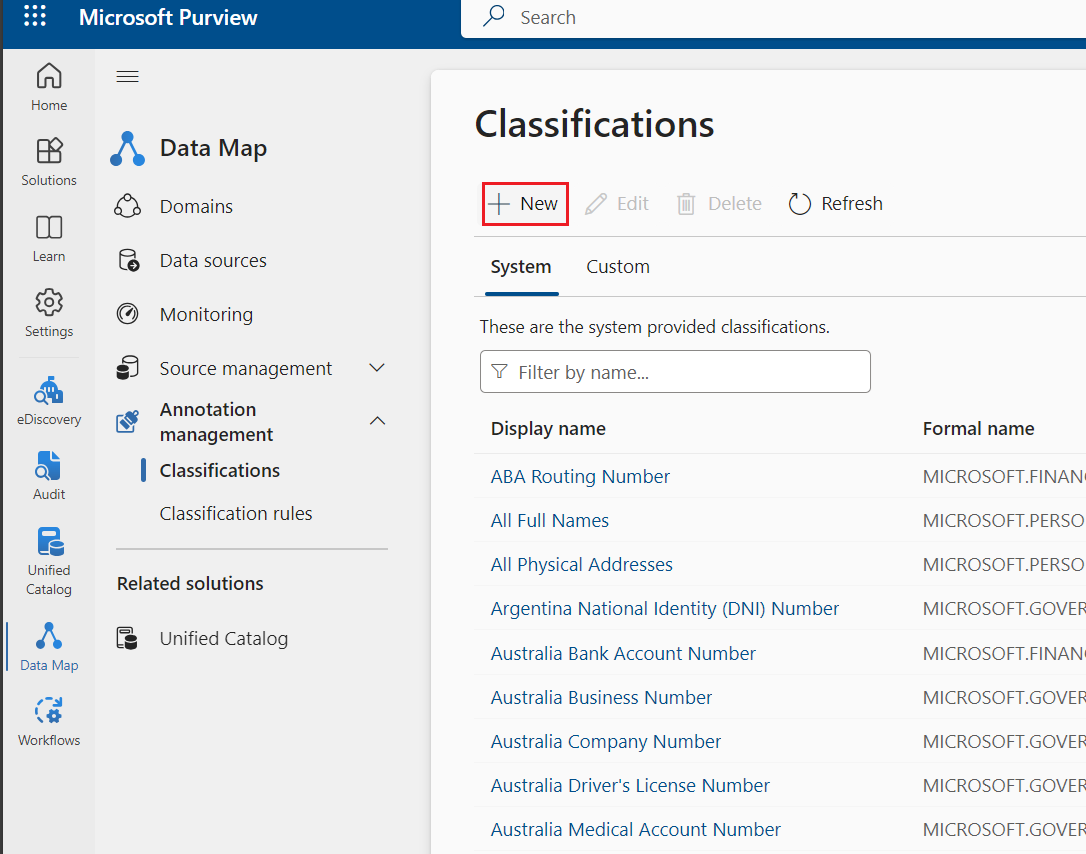 Microsoft Purview
Search
Home
Solutions
Learn
Settings
eDiscovery
Audit
Unified
Catalog
Data Map
Workflows
Data Map
Domains
Data sources
Monitoring
Source management
Annotation
management
Classifications
Classification rules
Related solutions
Unified Catalog
Classifications
New Edit Delete Refresh
System Custom
These are the system provided classifications.
Filter by name...
Display name Formal name
ABA Routing Number MICROSOFT.FINANC
All Full Names MICROSOFT.PERSO
All Physical Addresses MICROSOFT.PERSO
Argentina National Identity (DNI) Number MICROSOFT.GOVER
Australia Bank Account Number MICROSOFT.FINANC
Australia Business Number MICROSOFT.GOVER
Australia Company Number MICROSOFT.GOVER
Australia Driver's License Number MICROSOFT.GOVER
Australia Medical Account Number MICROSOFT.GOVER